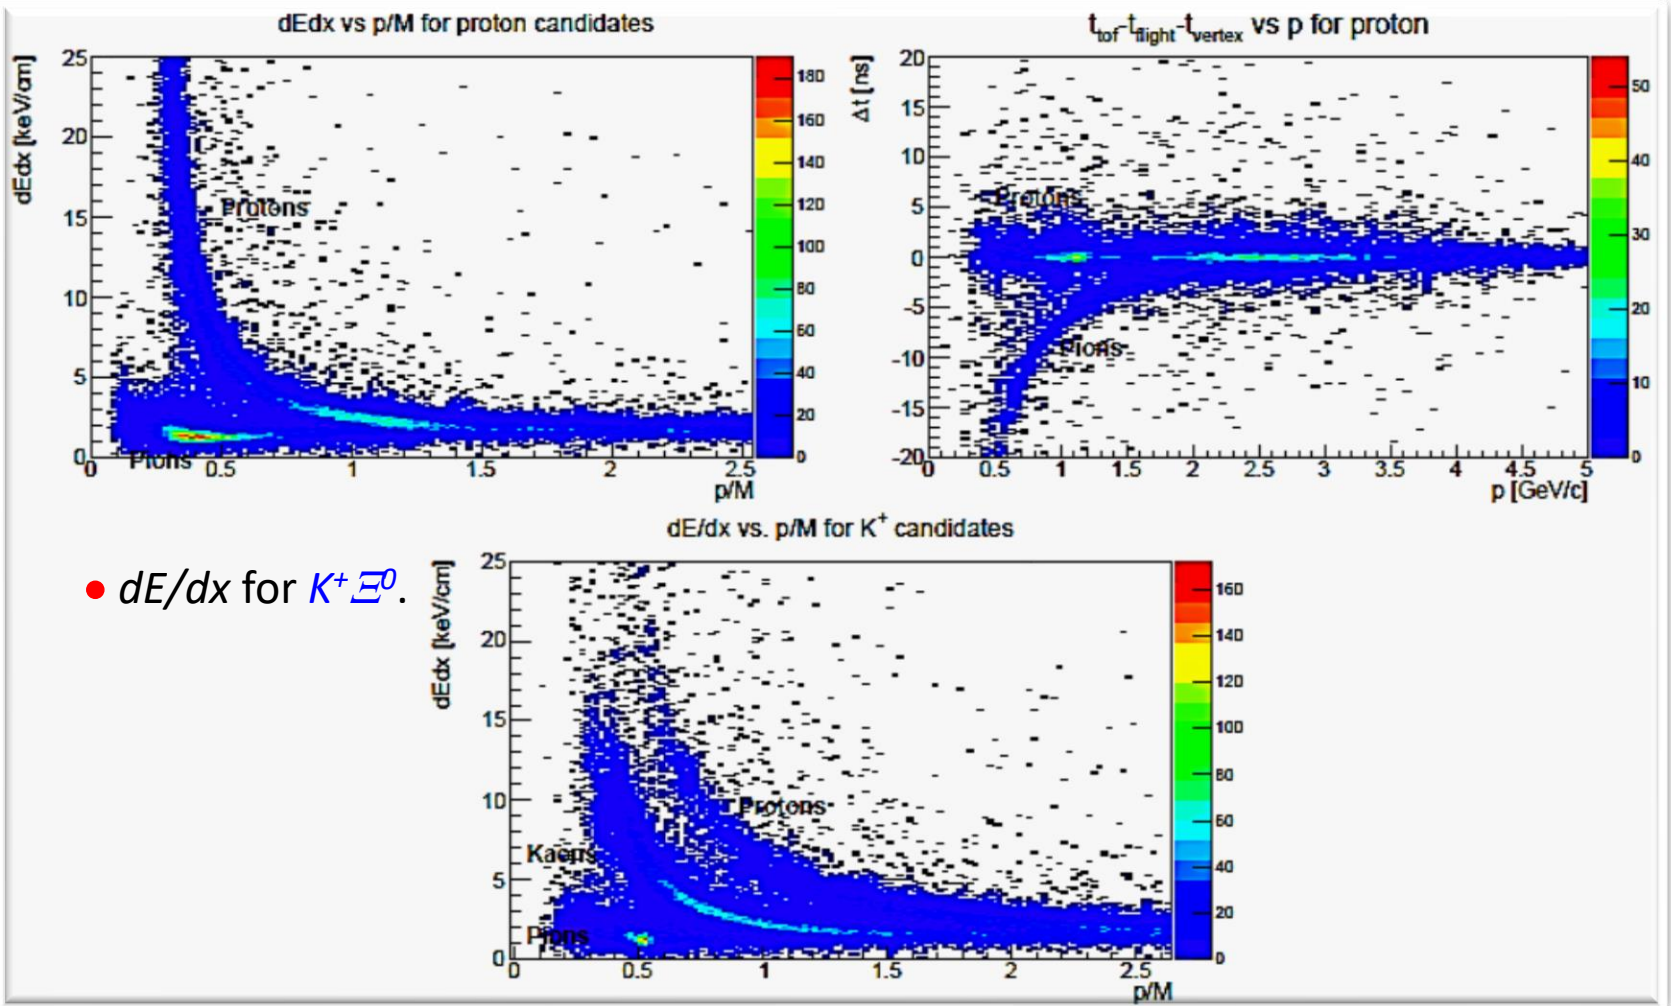 dEdx vs p/M for proton candidates
dEdx [keV/cm]
25
20
15
10
5
0
0 0.5 1 1.5 2 2.5
p/M
Protons
Pions
180
160
140
120
100
80
60
40
20
0
t_tof-t_flight-t_vertex vs p for proton
Δt [ns]
20
15
10
5
0
-5
-10
-15
-20
0 0.5 1 1.5 2 2.5 3 3.5 4 4.5 5
p [GeV/c]
Protons
Pions
50
40
30
20
10
0
● dE/dx for K⁺Ξ⁰.
dE/dx vs. p/M for K⁺ candidates
dEdx [keV/cm]
25
20
15
10
5
0
0 0.5 1 1.5 2 2.5
p/M
Protons
Kaons
Pions
160
140
120
100
80
60
40
20
0